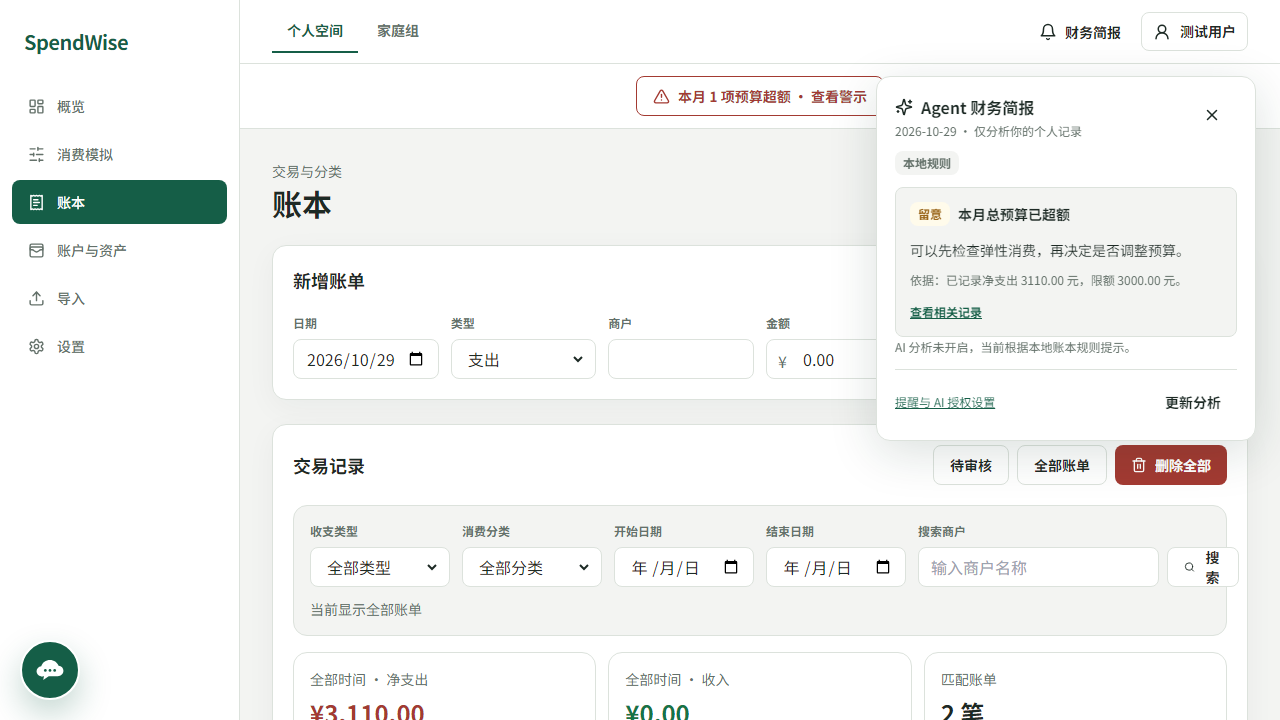 SpendWise
概览
消费模拟
账本
账户与资产
导入
设置
个人空间
家庭组
财务简报
测试用户
本月 1 项预算超额 · 查看警示
Agent 财务简报
2026-10-29 · 仅分析你的个人记录
本地规则
留意 本月总预算已超额
可以先检查弹性消费，再决定是否调整预算。
依据：已记录净支出 3110.00 元，限额 3000.00 元。
查看相关记录
AI 分析未开启，当前根据本地账本规则提示。
提醒与 AI 授权设置
更新分析
交易与分类
账本
新增账单
日期 类型 商户 金额
2026/10/29 支出 ¥ 0.00
交易记录
待审核 全部账单 删除全部
收支类型 消费分类 开始日期 结束日期 搜索商户
全部类型 全部分类 年 /月/日 年 /月/日 输入商户名称 搜索
当前显示全部账单
全部时间 · 净支出
¥3,110.00
全部时间 · 收入
¥0.00
匹配账单
2 笔